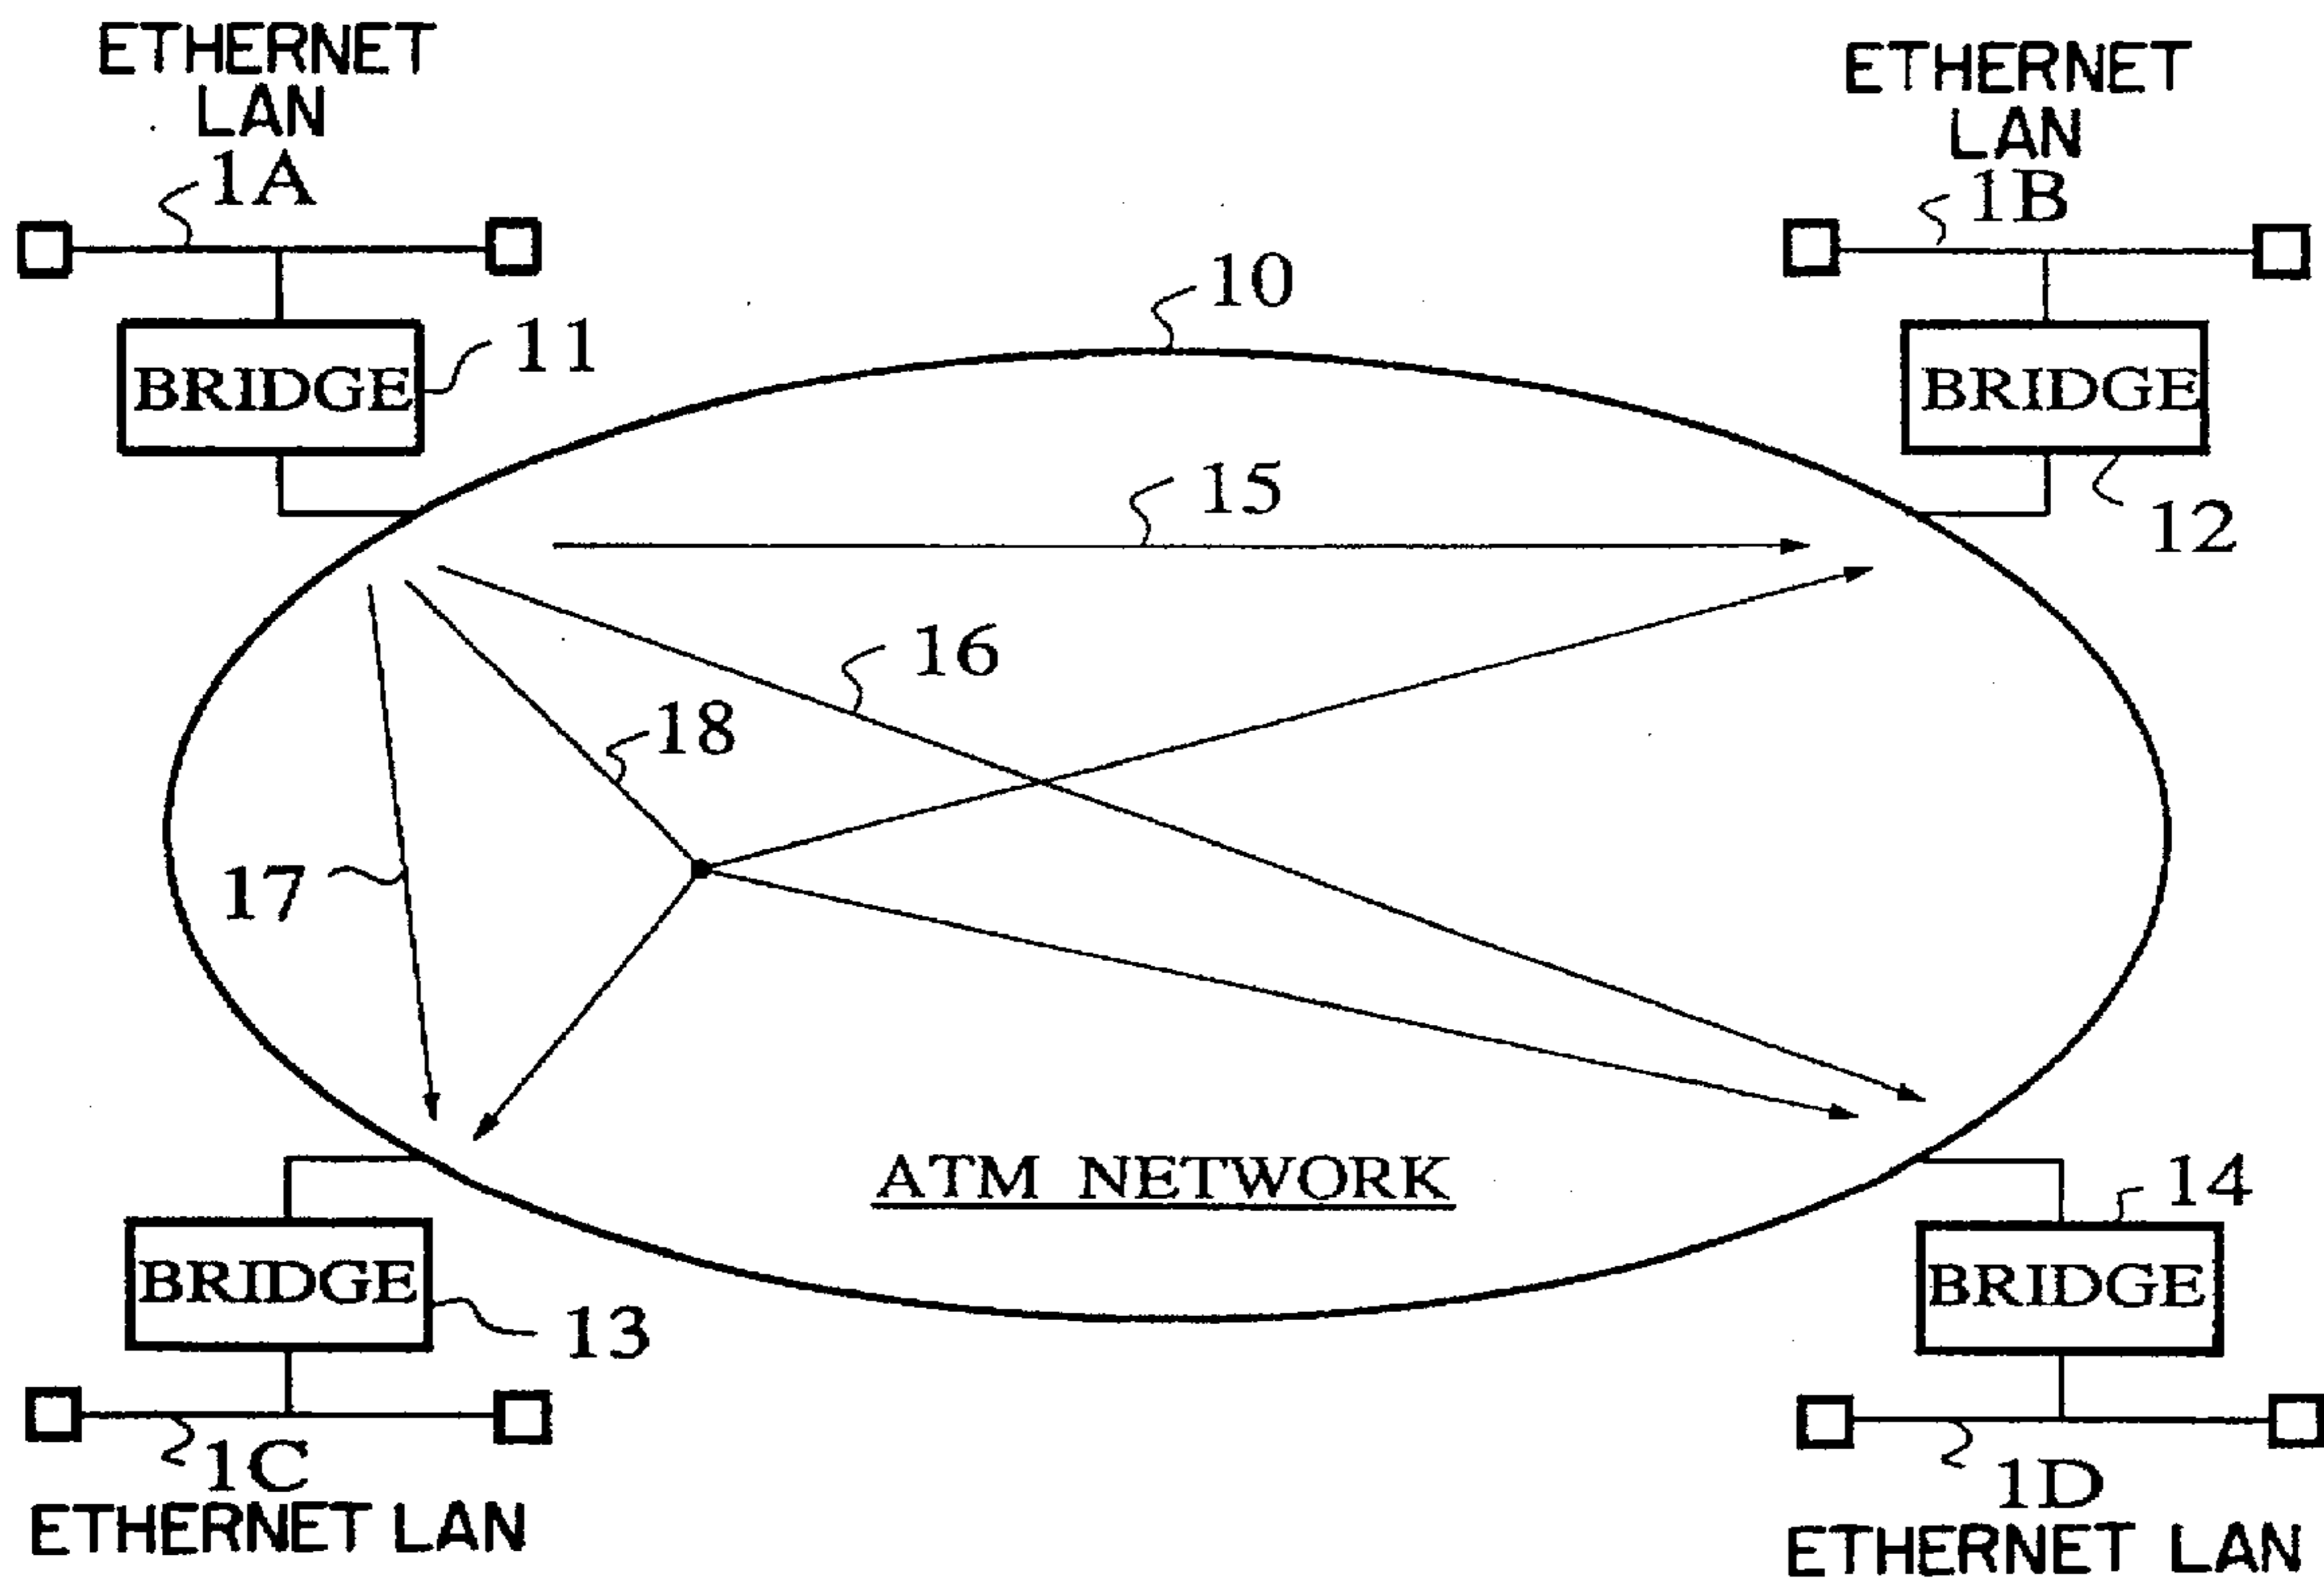 ETHERNET
LAN
1A
ETHERNET
LAN
1B
10
11
BRIDGE
BRIDGE
12
15
16
18
17
ATM NETWORK
14
BRIDGE
BRIDGE
13
1C
ETHERNET LAN
1D
ETHERNET LAN